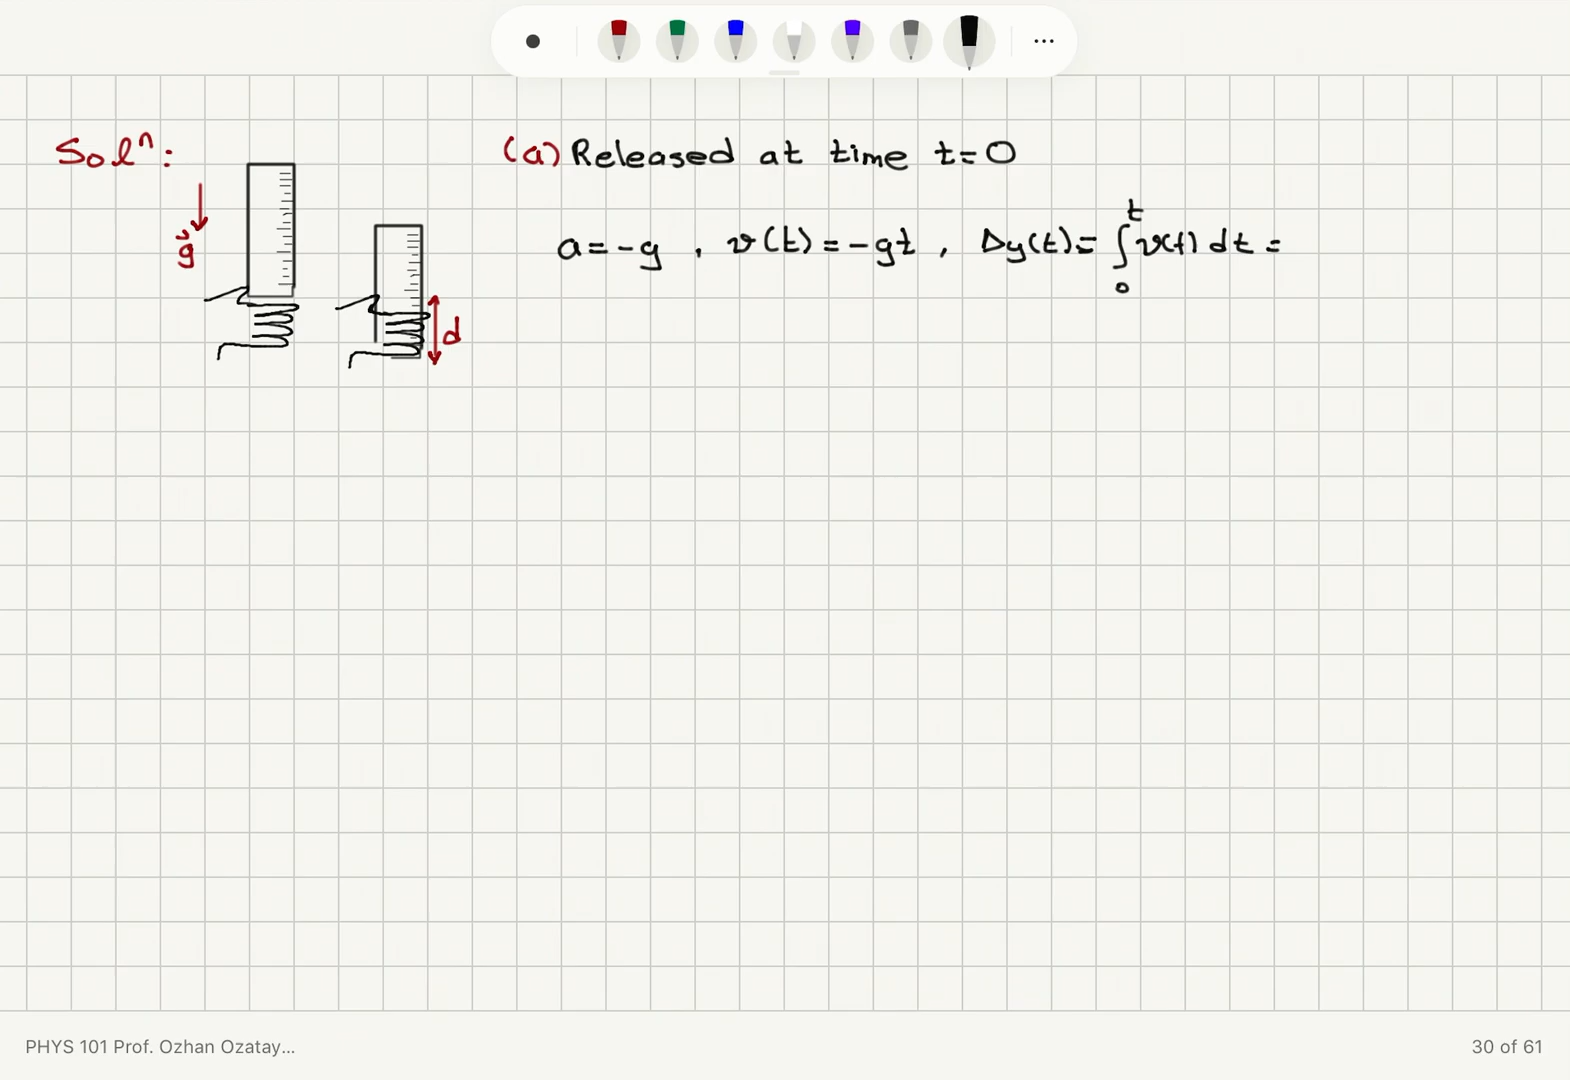 Solⁿ:
(a) Released at time t=0
g⃗
a=-g , v(t)=-gt , Δy(t)= ∫₀ᵗ v(t) dt =
d
PHYS 101 Prof. Ozhan Ozatay...
30 of 61